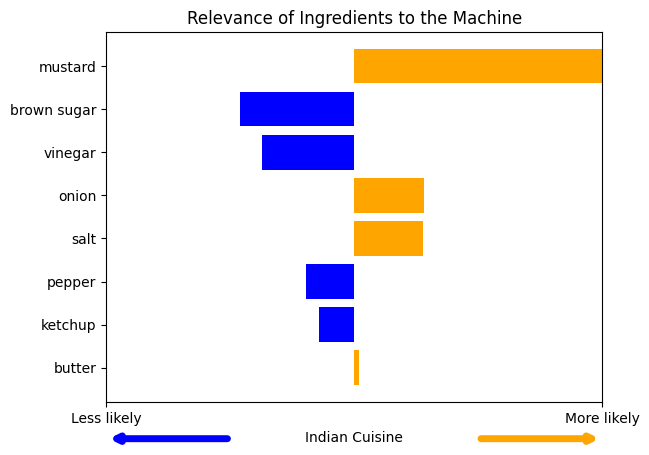 Relevance of Ingredients to the Machine
mustard
brown sugar
vinegar
onion
salt
pepper
ketchup
butter
Less likely
More likely
Indian Cuisine